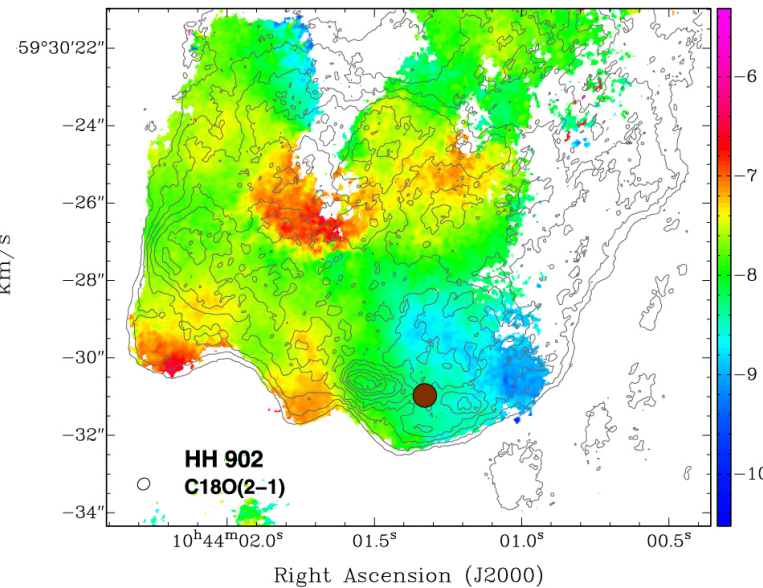 59°30'22"
−24
−26
−28
−30
−32
−34
10ʰ44ᵐ02.0ˢ
01.5ˢ
01.0ˢ
00.5ˢ
Right Ascension (J2000)
km/s
HH 902
C18O(2−1)
−6
−7
−8
−9